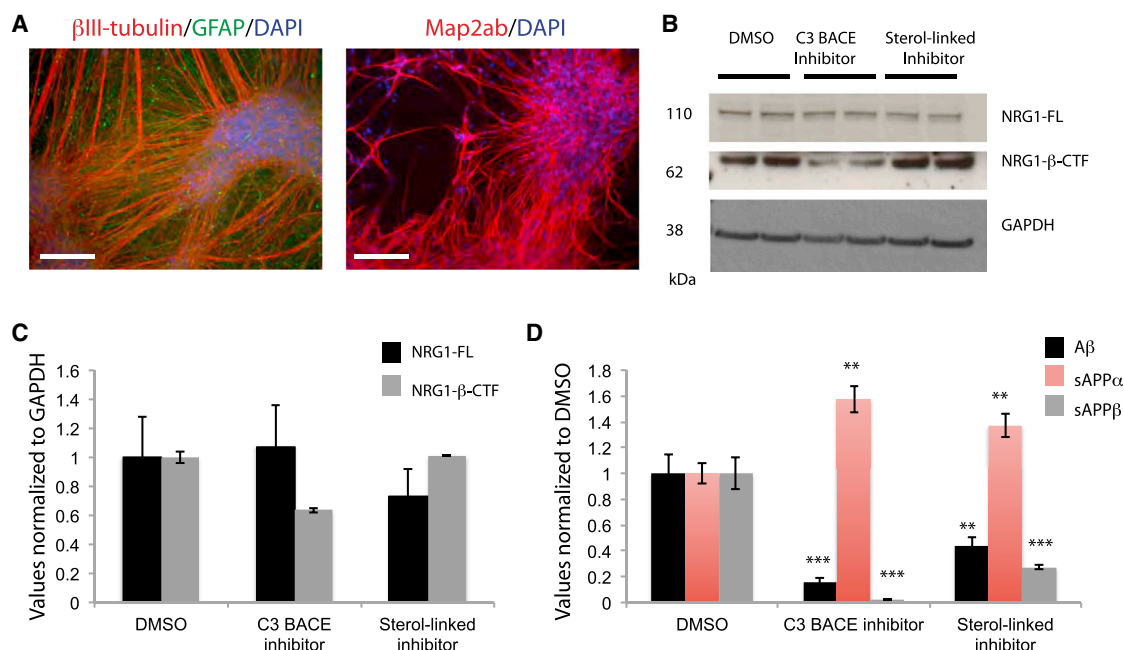 A
βIII-tubulin/GFAP/DAPI
Map2ab/DAPI
B
DMSO
C3 BACE
Inhibitor
Sterol-linked
Inhibitor
110
62
38
kDa
NRG1-FL
NRG1-β-CTF
GAPDH
C
Values normalized to GAPDH
1.6
1.4
1.2
1
0.8
0.6
0.4
0.2
0
NRG1-FL
NRG1-β-CTF
DMSO
C3 BACE
inhibitor
Sterol-linked
inhibitor
D
Values normalized to DMSO
1.8
1.6
1.4
1.2
1
0.8
0.6
0.4
0.2
0
Aβ
sAPPα
sAPPβ
***
**
***
**
**
***
DMSO
C3 BACE inhibitor
Sterol-linked
inhibitor